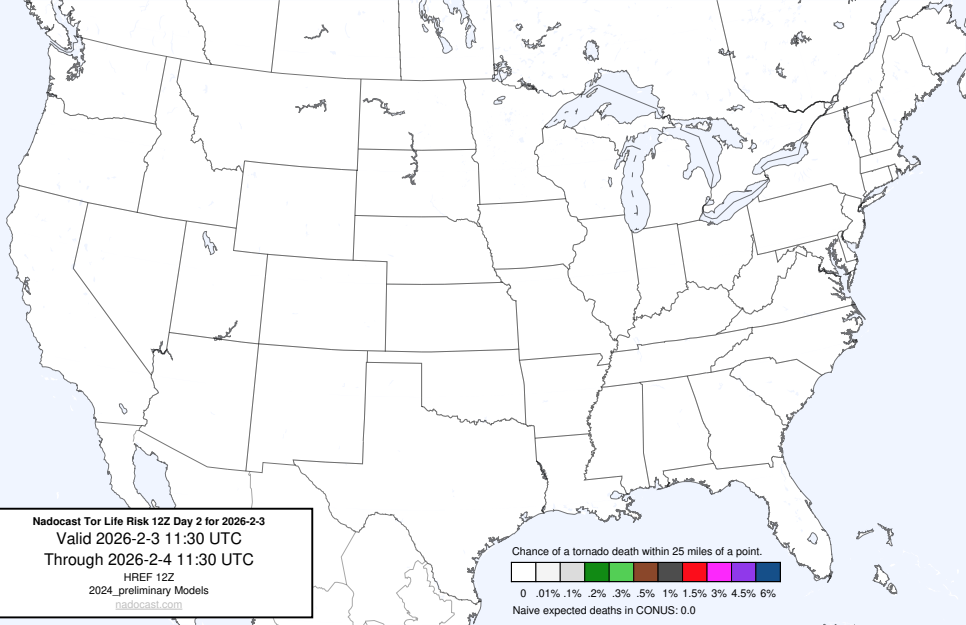 Nadocast Tor Life Risk 12Z Day 2 for 2026-2-3
Valid 2026-2-3 11:30 UTC
Through 2026-2-4 11:30 UTC
HREF 12Z
2024_preliminary Models
nadocast.com
Chance of a tornado death within 25 miles of a point.
0 .01% .1% .2% .3% .5% 1% 1.5% 3% 4.5% 6%
Naive expected deaths in CONUS: 0.0